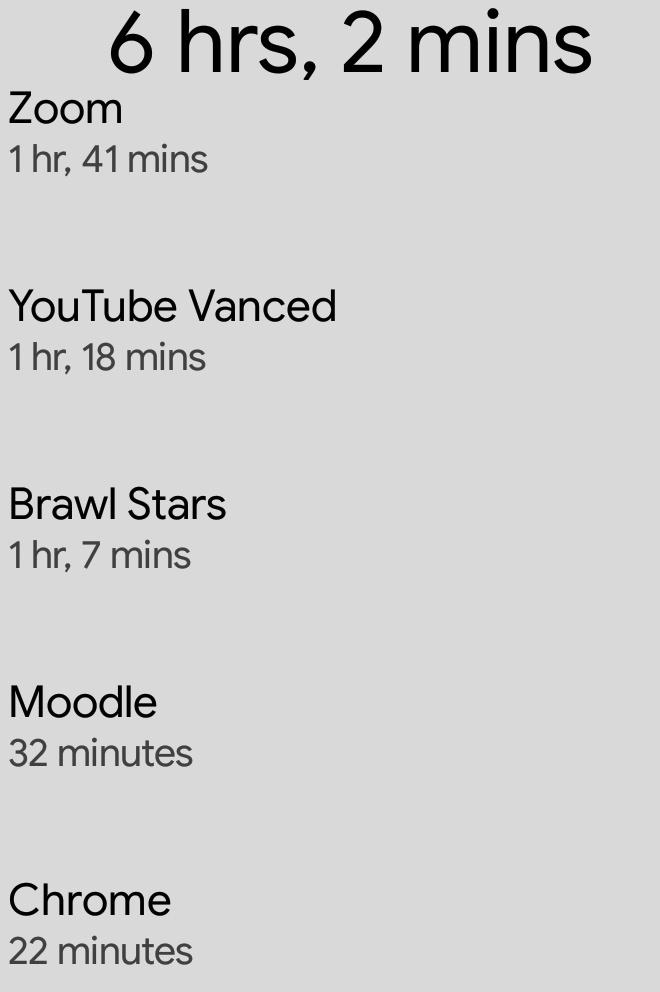 6 hrs, 2 mins
Zoom
1 hr, 41 mins
YouTube Vanced
1 hr, 18 mins
Brawl Stars
1 hr, 7 mins
Moodle
32 minutes
Chrome
22 minutes